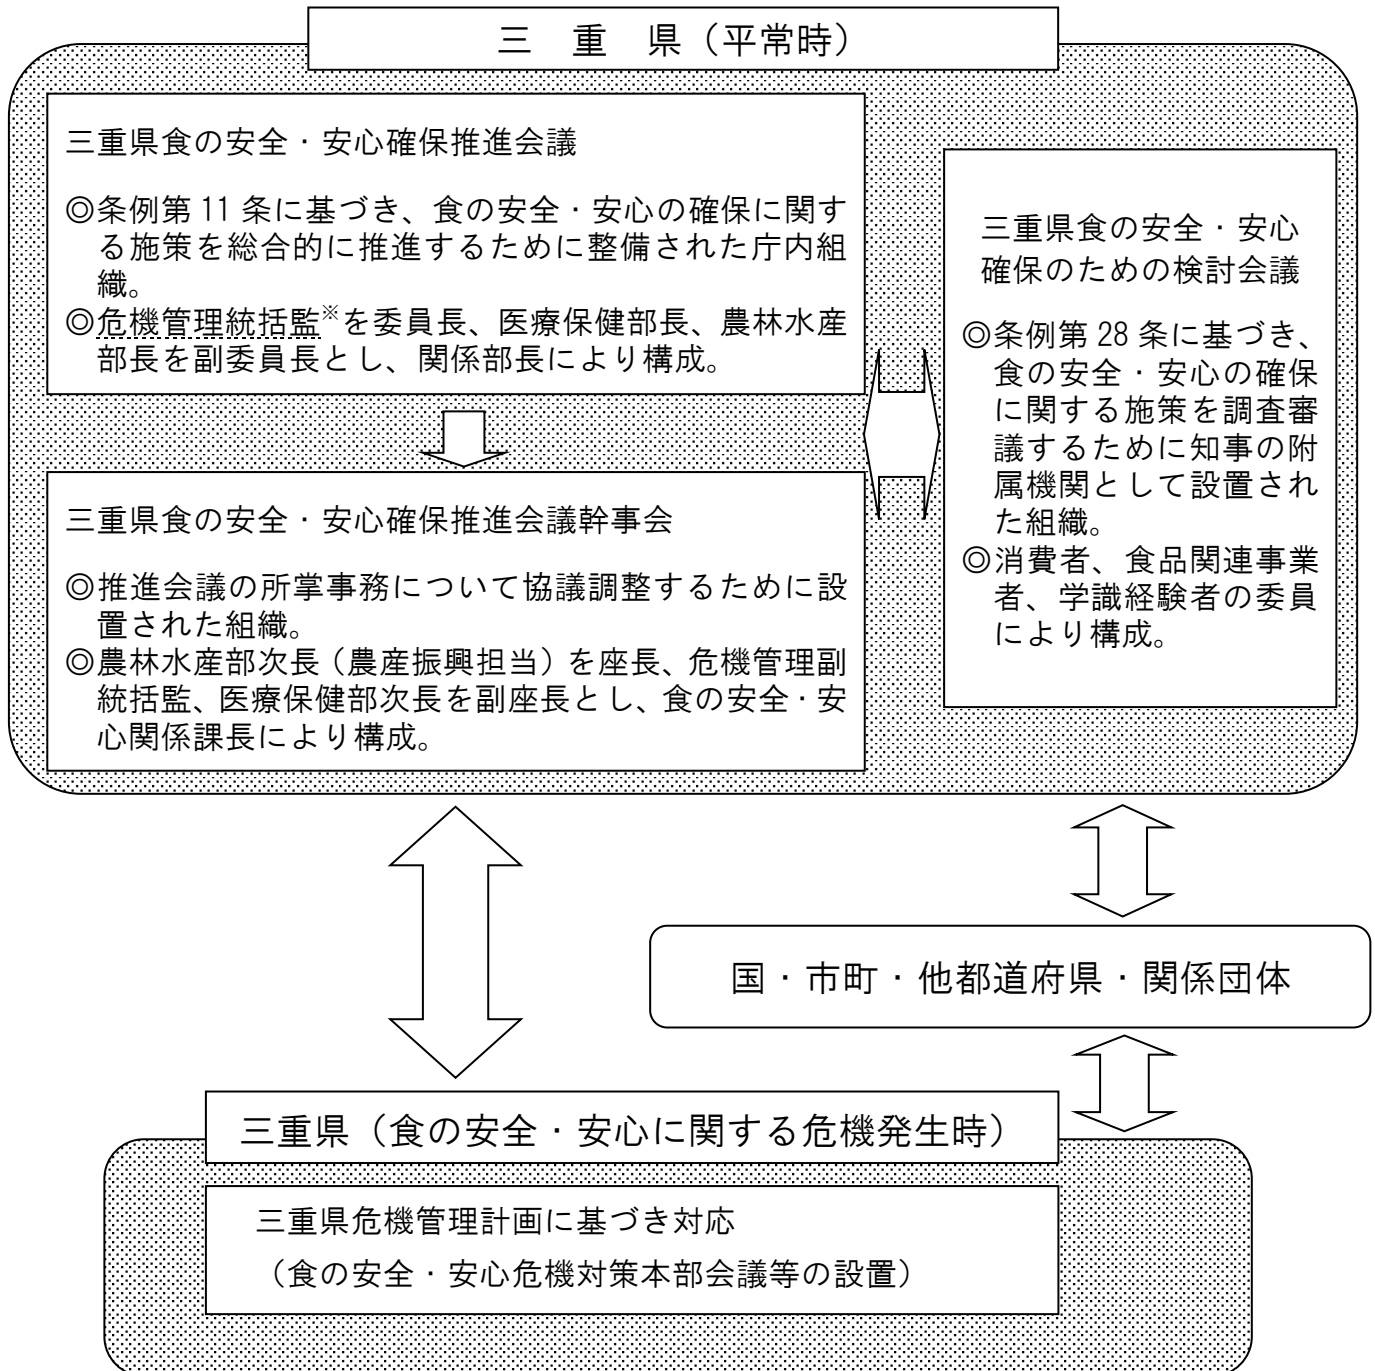 三　重　県（平常時）
三重県食の安全・安心確保推進会議
◎条例第 11 条に基づき、食の安全・安心の確保に関す
る施策を総合的に推進するために整備された庁内組
織。
◎危機管理統括監※を委員長、医療保健部長、農林水産
部長を副委員長とし、関係部長により構成。
三重県食の安全・安心確保推進会議幹事会
◎推進会議の所掌事務について協議調整するために設
置された組織。
◎農林水産部次長（農産振興担当）を座長、危機管理副
統括監、医療保健部次長を副座長とし、食の安全・安
心関係課長により構成。
三重県食の安全・安心
確保のための検討会議
◎条例第 28 条に基づき、
食の安全・安心の確保
に関する施策を調査審
議するために知事の附
属機関として設置され
た組織。
◎消費者、食品関連事業
者、学識経験者の委員
により構成。
国・市町・他都道府県・関係団体
三重県（食の安全・安心に関する危機発生時）
三重県危機管理計画に基づき対応
（食の安全・安心危機対策本部会議等の設置）